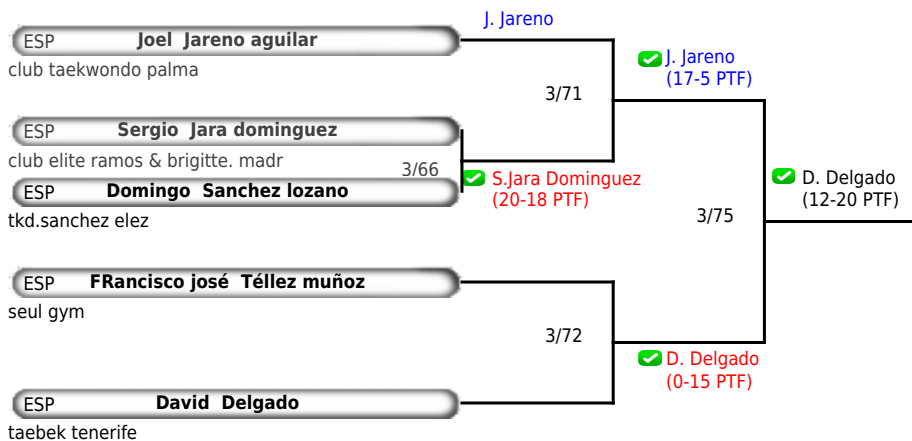 J. Jareno
ESP Joel Jareno aguilar
club taekwondo palma
J. Jareno
(17-5 PTF)
3/71
ESP Sergio Jara dominguez
club elite ramos & brigitte. madr
3/66
S.Jara Dominguez
(20-18 PTF)
ESP Domingo Sanchez lozano
tkd.sanchez elez
D. Delgado
(12-20 PTF)
3/75
ESP FRancisco josé Téllez muñoz
seul gym
3/72
D. Delgado
(0-15 PTF)
ESP David Delgado
taebek tenerife